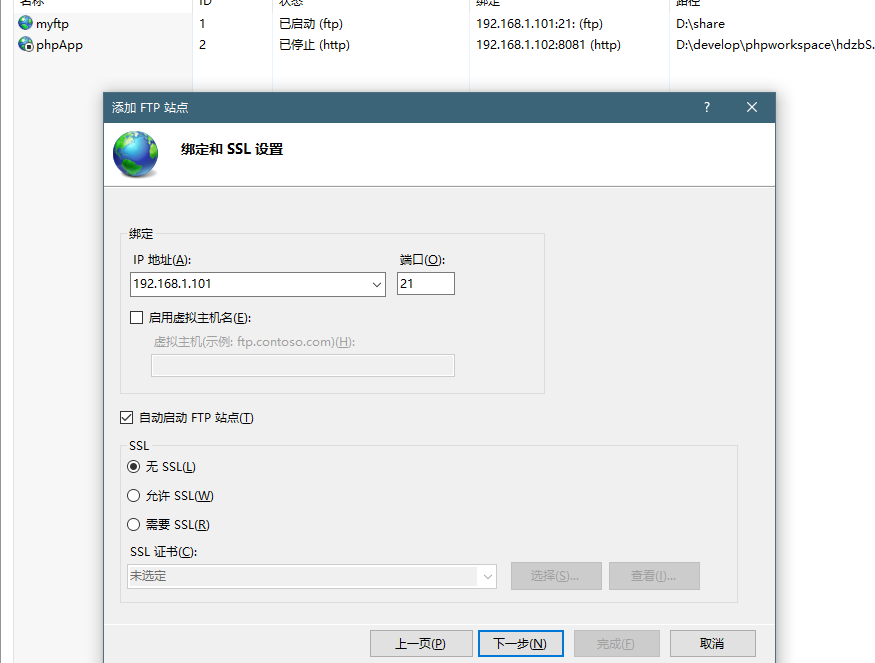 名称 ID 状态 绑定 路径
myftp 1 已启动 (ftp) 192.168.1.101:21: (ftp) D:\share
phpApp 2 已停止 (http) 192.168.1.102:8081 (http) D:\develop\phpworkspace\hdzbS.
添加 FTP 站点 ?
绑定和 SSL 设置
绑定
IP 地址(A): 端口(O):
192.168.1.101 21
启用虚拟主机名(E):
虚拟主机(示例: ftp.contoso.com)(H):
自动启动 FTP 站点(T)
SSL
无 SSL(L)
允许 SSL(W)
需要 SSL(R)
SSL 证书(C):
未选定 选择(S)... 查看(I)...
上一页(P) 下一步(N) 完成(F) 取消